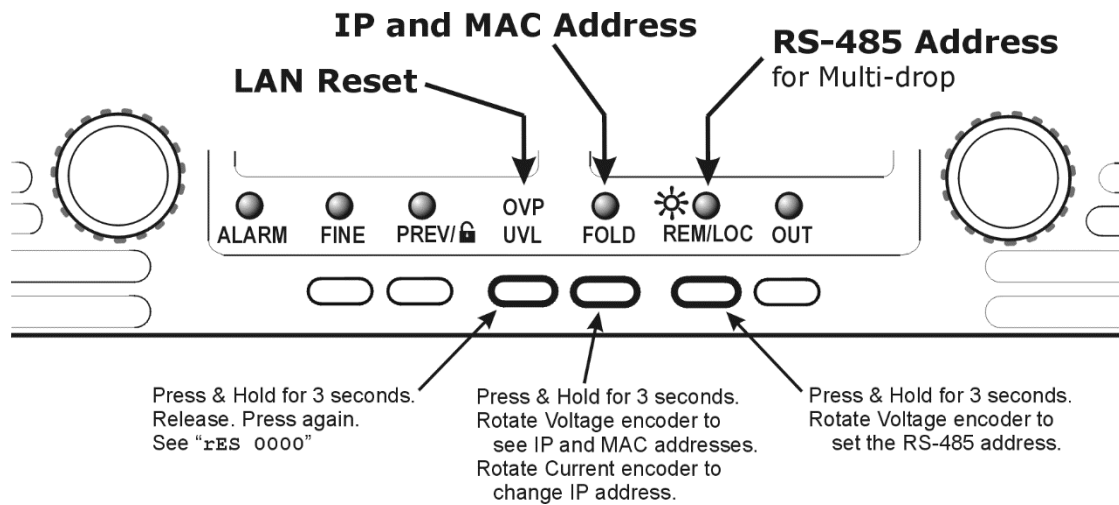 IP and MAC Address
RS-485 Address
for Multi-drop
LAN Reset
OVP
ALARM FINE PREV/ UVL FOLD REM/LOC OUT
Press & Hold for 3 seconds.
Release. Press again.
See “rES 0000”
Press & Hold for 3 seconds.
Rotate Voltage encoder to
see IP and MAC addresses.
Rotate Current encoder to
change IP address.
Press & Hold for 3 seconds.
Rotate Voltage encoder to
set the RS-485 address.